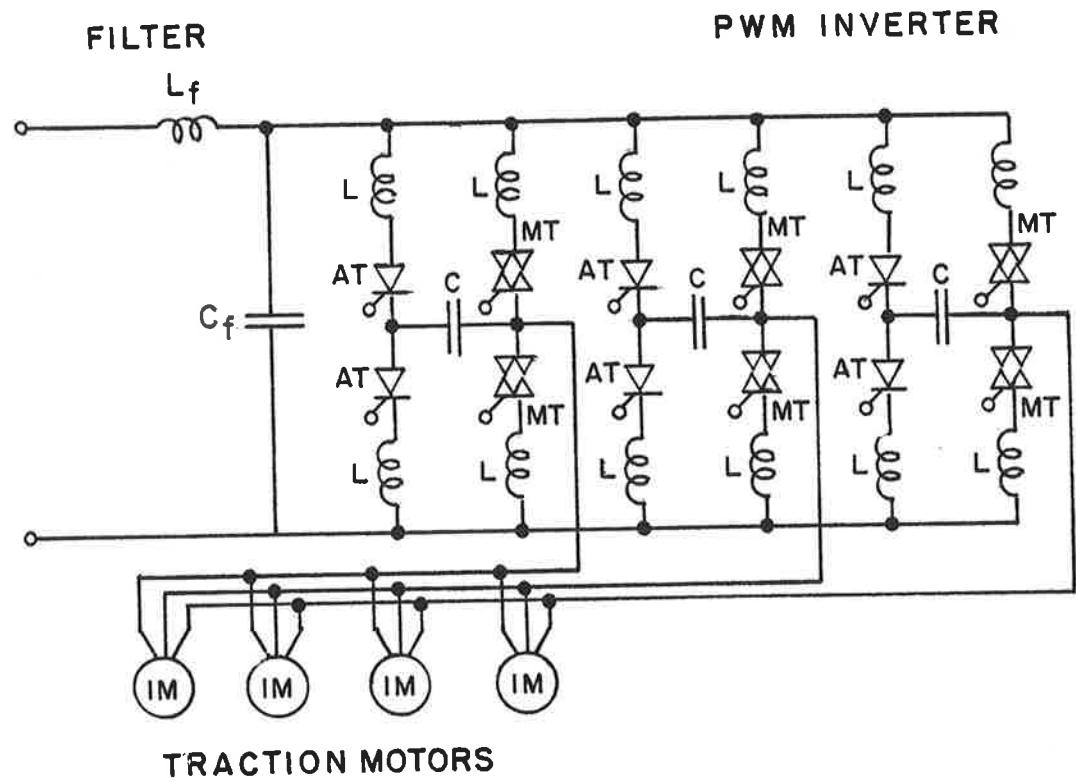 FILTER
PWM INVERTER
Lf
L
L
L
L
L
MT
MT
MT
AT
C
AT
C
AT
C
Cf
AT
MT
AT
MT
AT
MT
L
L
L
L
L
L
IM
IM
IM
IM
TRACTION MOTORS